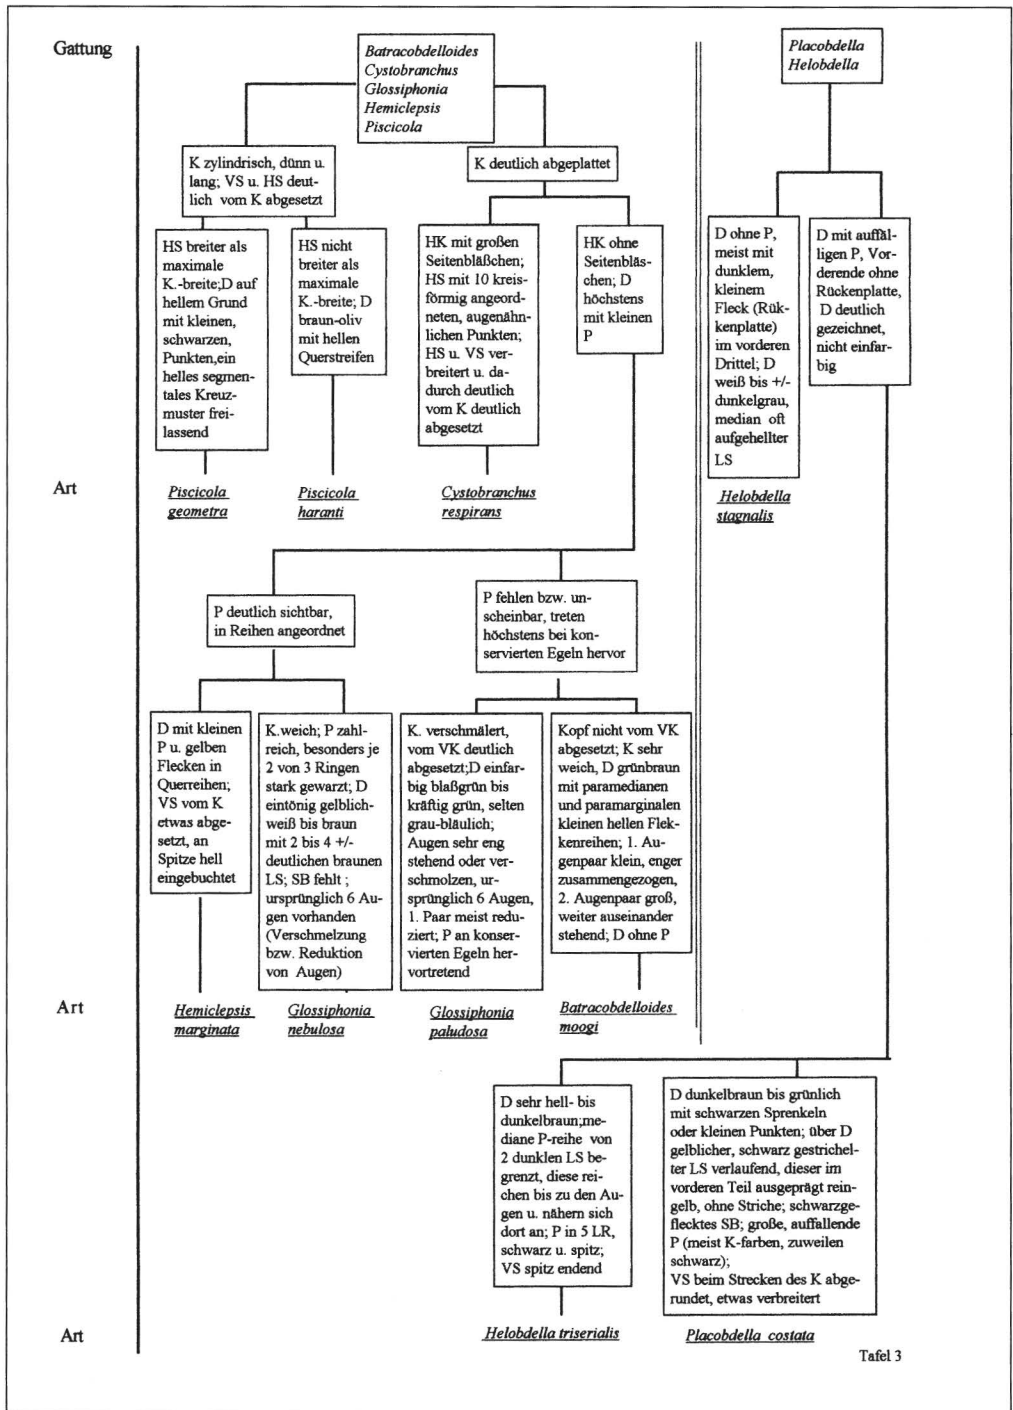 Gattung
Batracobdelloides
Cystobranchus
Glossiphonia
Hemiclepsis
Piscicola
Placobdella
Helobdella
K zylindrisch, dünn u.
lang; VS u. HS deut-
lich vom K abgesetzt
K deutlich abgeplattet
HS breiter als
maximale
K.-breite;D auf
hellem Grund
mit kleinen,
schwarzen,
Punkten,ein
helles segmen-
tales Kreuz-
muster frei-
lassend
HS nicht
breiter als
maximale
K.-breite; D
braun-oliv
mit hellen
Querstreifen
HK mit großen
Seitenbläßchen;
HS mit 10 kreis-
förmig angeord-
neten, augenähn-
lichen Punkten;
HS u. VS ver-
breitert u. da-
durch deutlich
vom K deutlich
abgesetzt
HK ohne
Seitenbläs-
chen; D
höchstens
mit kleinen
P
D ohne P,
meist mit
dunklem,
kleinem
Fleck (Rük-
kenplatte)
im vorderen
Drittel; D
weiß bis +/-
dunkelgrau,
median oft
aufgehellter
LS
D mit auffäl-
ligen P, Vor-
derende ohne
Rückenplatte,
D deutlich
gezeichnet,
nicht einfar-
big
Art
Piscicola
geometra
Piscicola
haranti
Cystobranchus
respirans
Helobdella
stagnalis
P deutlich sichtbar,
in Reihen angeordnet
P fehlen bzw. un-
scheinbar, treten
höchstens bei kon-
servierten Egeln hervor
D mit kleinen
P u. gelben
Flecken in
Querreihen;
VS vom K
etwas abge-
setzt, an
Spitze hell
eingebuchtet
K.weich; P zahl-
reich, besonders je
2 von 3 Ringen
stark gewarzt; D
eintönig gelblich-
weiß bis braun
mit 2 bis 4 +/-
deutlichen braunen
LS; SB fehlt ;
ursprünglich 6 Au-
gen vorhanden
(Verschmelzung
bzw. Reduktion
von Augen)
K. verschmälert,
vom VK deutlich
abgesetzt;D einfar-
big blaßgrün bis
kräftig grün, selten
grau-bläulich;
Augen sehr eng
stehend oder ver-
schmolzen, ur-
sprünglich 6 Augen,
1. Paar meist redu-
ziert; P an konser-
vierten Egeln her-
vortretend
Kopf nicht vom VK
abgesetzt; K sehr
weich, D grünbraun
mit paramedianen
und paramarginalen
kleinen hellen Flek-
kenreihen; 1. Au-
genpaar klein, enger
zusammengezogen,
2. Augenpaar groß,
weiter auseinander
stehend; D ohne P
Art
Hemiclepsis
marginata
Glossiphonia
nebulosa
Glossiphonia
paludosa
Batracobdelloides
moogi
D sehr hell- bis
dunkelbraun;me-
diane P-reihe von
2 dunklen LS be-
grenzt, diese rei-
chen bis zu den Au-
gen u. nähern sich
dort an; P in 5 LR,
schwarz u. spitz;
VS spitz endend
D dunkelbraun bis grünlich
mit schwarzen Sprenkeln
oder kleinen Punkten; über D
gelblicher, schwarz gestrichel-
ter LS verlaufend, dieser im
vorderen Teil ausgeprägt rein-
gelb, ohne Striche; schwarzge-
flecktes SB; große, auffallende
P (meist K-farben, zuweilen
schwarz);
VS beim Strecken des K abge-
rundet, etwas verbreitert
Art
Helobdella triserialis
Placobdella costata
Tafel 3